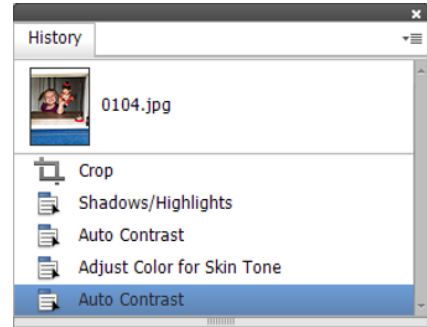 History
0104.jpg
Crop
Shadows/Highlights
Auto Contrast
Adjust Color for Skin Tone
Auto Contrast